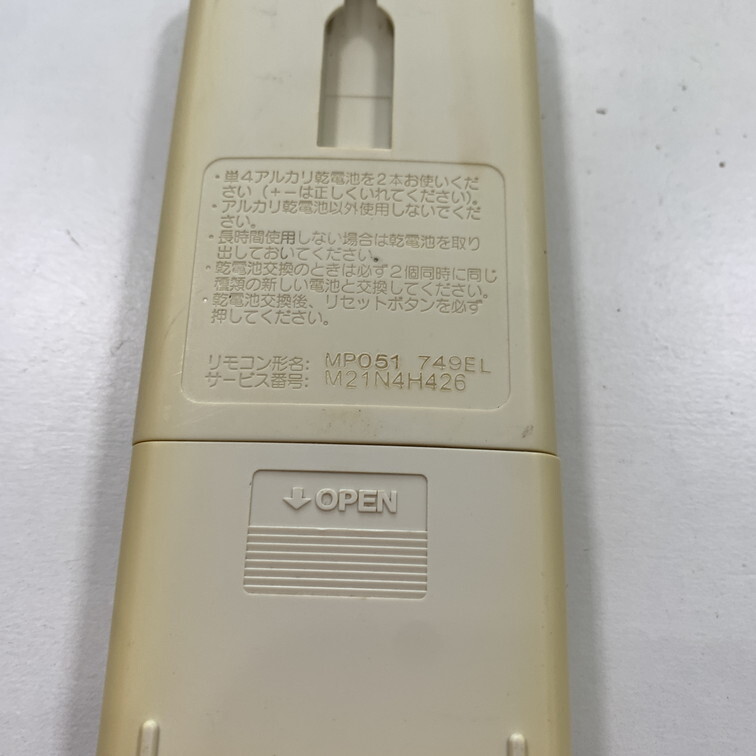 ・単4アルカリ乾電池を2本お使いくだ
さい（＋－は正しくいれてください）。
・アルカリ乾電池以外使用しないでくだ
さい。
・長時間使用しない場合は乾電池を取り
出しておいてください。
・乾電池交換のときは必ず2個同時に同じ
種類の新しい電池と交換してください。
・乾電池交換後、リセットボタンを必ず
押してください。
リモコン形名: MP051 749EL
サービス番号: M21N4H426
↓OPEN